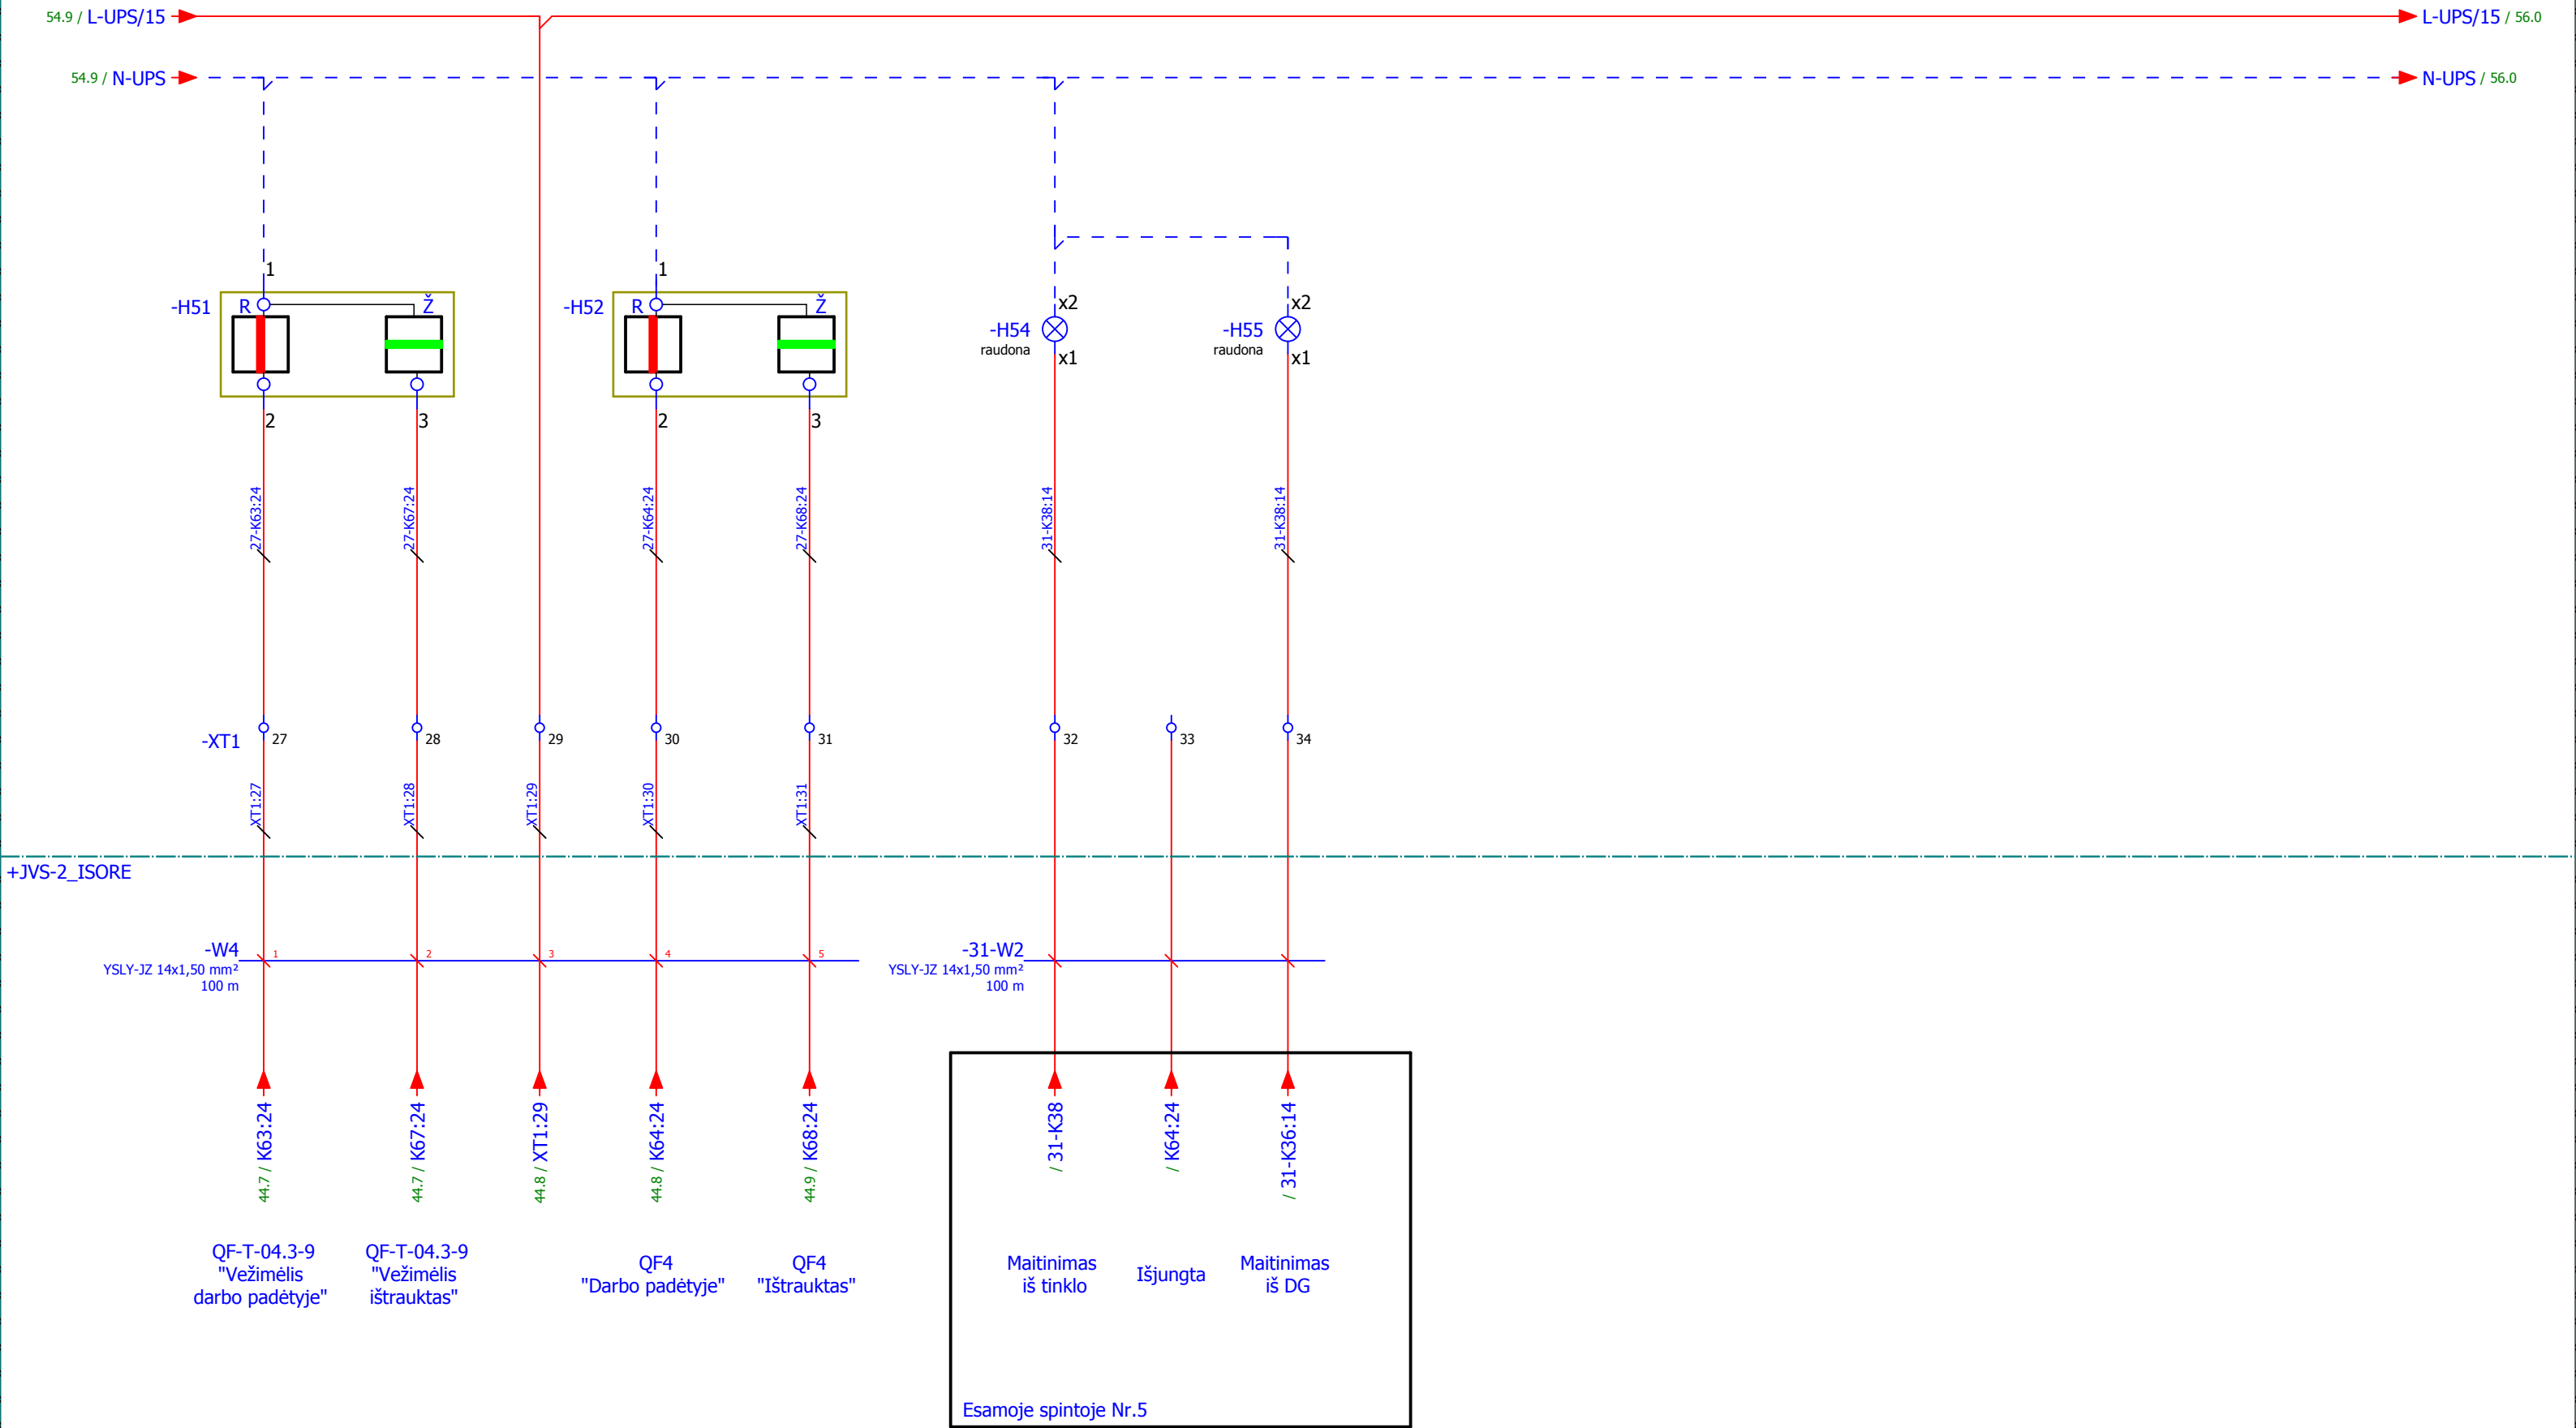 54.9 / L-UPS/15
L-UPS/15 / 56.0
54.9 / N-UPS
N-UPS / 56.0
1
-H51
R
Ž
2
3
1
-H52
R
Ž
2
3
x2
-H54
raudona
x1
x2
-H55
raudona
x1
27-K63:24
27-K67:24
27-K64:24
27-K68:24
31-K38:14
31-K38:14
-XT1
27
28
29
30
31
32
33
34
XT1:27
XT1:28
XT1:29
XT1:30
XT1:31
+JVS-2_ISORE
-W4
YSLY-JZ 14x1,50 mm²
100 m
1
2
3
4
5
-31-W2
YSLY-JZ 14x1,50 mm²
100 m
44.7 / K63:24
44.7 / K67:24
44.8 / XT1:29
44.8 / K64:24
44.9 / K68:24
/ 31-K38
/ K64:24
/ 31-K36:14
QF-T-04.3-9
"Vežimėlis
darbo padėtyje"
QF-T-04.3-9
"Vežimėlis
ištrauktas"
QF4
"Darbo padėtyje"
QF4
"Ištrauktas"
Maitinimas
iš tinklo
Išjungta
Maitinimas
iš DG
Esamoje spintoje Nr.5